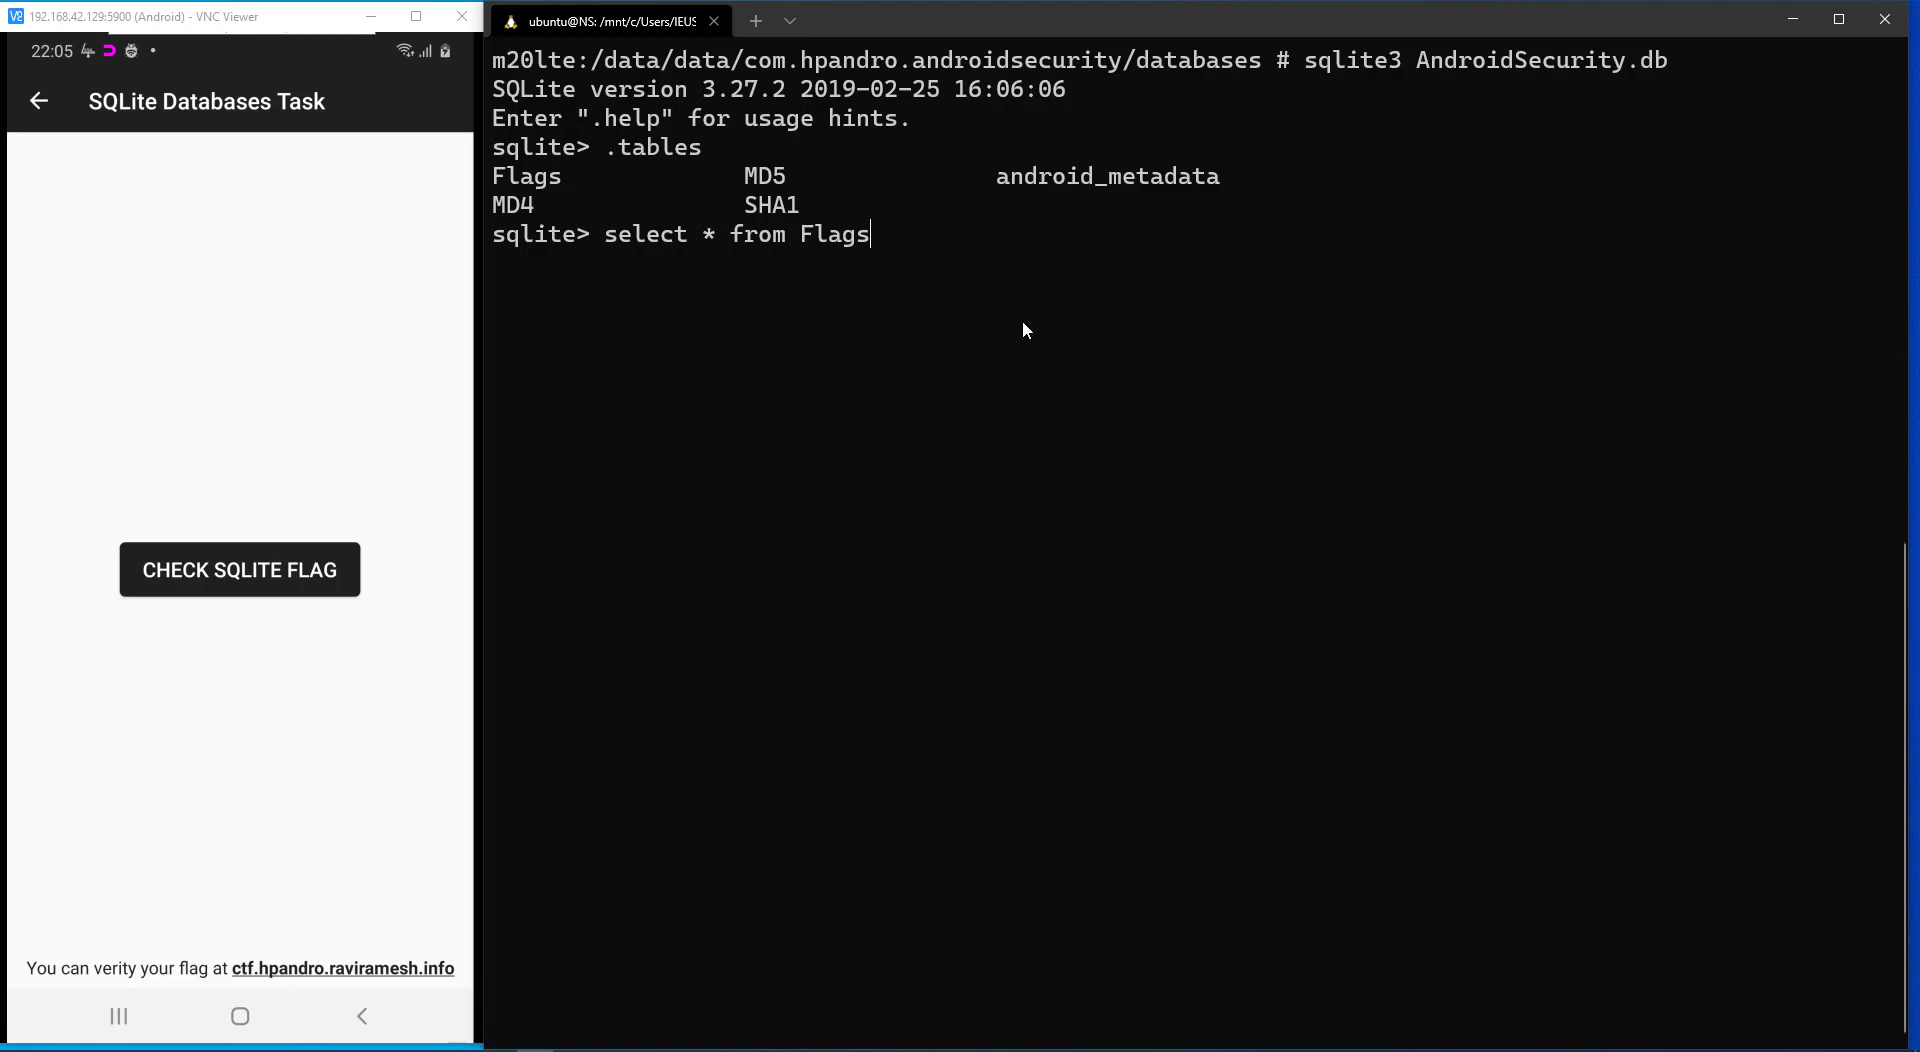 192.168.42.129:5900 (Android) - VNC Viewer
22:05
SQLite Databases Task
CHECK SQLITE FLAG
You can verity your flag at ctf.hpandro.raviramesh.info
ubuntu@NS: /mnt/c/Users/IEUS
m20lte:/data/data/com.hpandro.androidsecurity/databases # sqlite3 AndroidSecurity.db
SQLite version 3.27.2 2019-02-25 16:06:06
Enter ".help" for usage hints.
sqlite> .tables
Flags MD5 android_metadata
MD4 SHA1
sqlite> select * from Flags